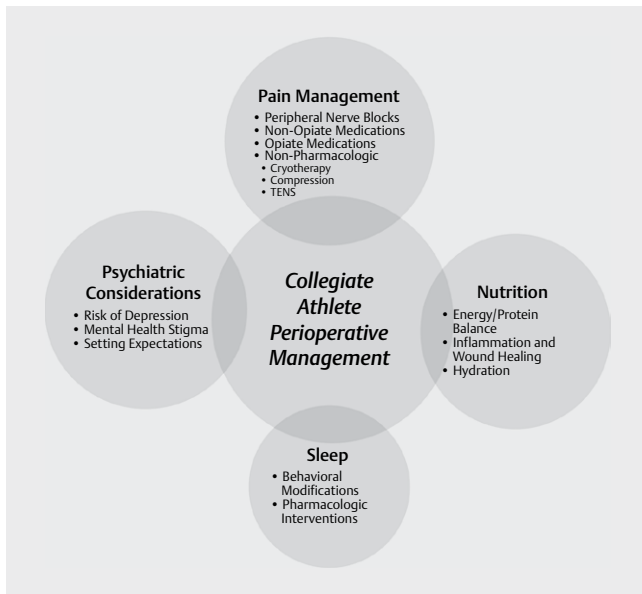 Pain Management
• Peripheral Nerve Blocks
• Non-Opiate Medications
• Opiate Medications
• Non-Pharmacologic
• Cryotherapy
• Compression
• TENS
Psychiatric
Considerations
• Risk of Depression
• Mental Health Stigma
• Setting Expectations
Collegiate
Athlete
Perioperative
Management
Nutrition
• Energy/Protein
Balance
• Inflammation and
Wound Healing
• Hydration
Sleep
• Behavioral
Modifications
• Pharmacologic
Interventions